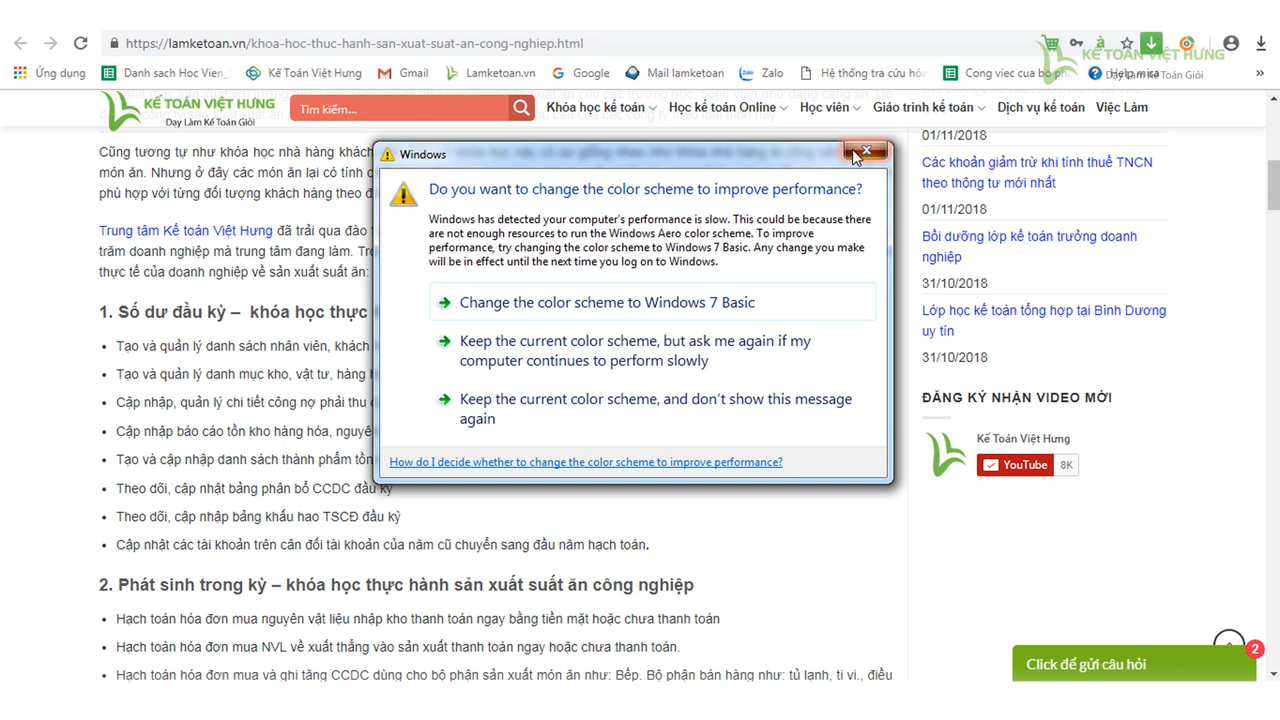 https://lamketoan.vn/khoa-hoc-thuc-hanh-san-xuat-suat-an-cong-nghiep.html
KẾ TOÁN VIỆT HƯNG
Dạy Làm Kế Toán Giỏi
Ứng dụng Danh sach Hoc Vien_ Kế Toán Việt Hưng Gmail Lamketoan.vn Google Mail lamketoan Zalo Hệ thống tra cứu hóa Cong viec cua bo ph Help misa »
KẾ TOÁN VIỆT HƯNG
DẠY LÀM KẾ TOÁN GIỎI
Tìm kiếm...
Khóa học kế toán Học kế toán Online Học viên Giáo trình kế toán Dịch vụ kế toán Việc Làm
Cũng tương tự như khóa học nhà hàng khách
món ăn. Nhưng ở đây các món ăn lại có tính
phù hợp với từng đối tượng khách hàng theo
Trung tâm Kế toán Việt Hưng đã trải qua đào
trăm doanh nghiệp mà trung tâm đang làm.
thực tế của doanh nghiệp về sản xuất suất ăn:
1. Số dư đầu kỳ – khóa học thực
• Tạo và quản lý danh sách nhân viên, khách
• Tạo và quản lý danh mục kho, vật tư, hàng
• Cập nhập, quản lý chi tiết công nợ phải thu
• Cập nhập báo cáo tồn kho hàng hóa, nguyê
• Tạo và cập nhập danh sách thành phẩm tồn
• Theo dõi, cập nhật bảng phân bổ CCDC đầu kỳ
• Theo dõi, cập nhập bảng khấu hao TSCĐ đầu kỳ
• Cập nhật các tài khoản trên cân đối tài khoản của năm cũ chuyển sang đầu năm hạch toán.
2. Phát sinh trong kỳ – khóa học thực hành sản xuất suất ăn công nghiệp
• Hạch toán hóa đơn mua nguyên vật liệu nhập kho thanh toán ngay bằng tiền mặt hoặc chưa thanh toán
• Hạch toán hóa đơn mua NVL về xuất thẳng vào sản xuất thanh toán ngay hoặc chưa thanh toán.
• Hạch toán hóa đơn mua và ghi tăng CCDC dùng cho bộ phận sản xuất món ăn như: Bếp. Bộ phận bán hàng như: tủ lạnh, ti vi., điều
Windows
Do you want to change the color scheme to improve performance?
Windows has detected your computer's performance is slow. This could be because there
are not enough resources to run the Windows Aero color scheme. To improve
performance, try changing the color scheme to Windows 7 Basic. Any change you make
will be in effect until the next time you log on to Windows.
Change the color scheme to Windows 7 Basic
Keep the current color scheme, but ask me again if my
computer continues to perform slowly
Keep the current color scheme, and don't show this message
again
How do I decide whether to change the color scheme to improve performance?
01/11/2018
Các khoản giảm trừ khi tính thuế TNCN
theo thông tư mới nhất
01/11/2018
Bồi dưỡng lớp kế toán trưởng doanh
nghiệp
31/10/2018
Lớp học kế toán tổng hợp tại Bình Dương
uy tín
31/10/2018
ĐĂNG KÝ NHẬN VIDEO MỚI
Kế Toán Việt Hưng
YouTube 8K
2
Click để gửi câu hỏi